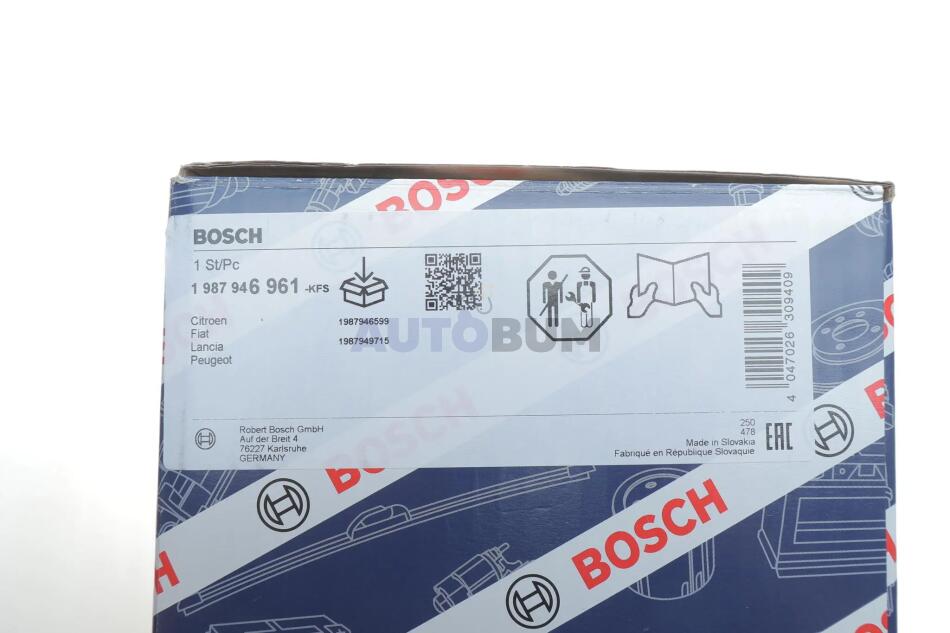 BOSCH
BOSCH
1 St/Pc
1 987 946 961 -KFS
Citroen
Fiat
Lancia
Peugeot
1987946599
1987949715
AUTOBUM
4 047026 309409
Robert Bosch GmbH
Auf der Breit 4
76227 Karlsruhe
GERMANY
250
478
Made in Slovakia
Fabriqué en République Slovaquie
EAC
BOSCH
BOSCH